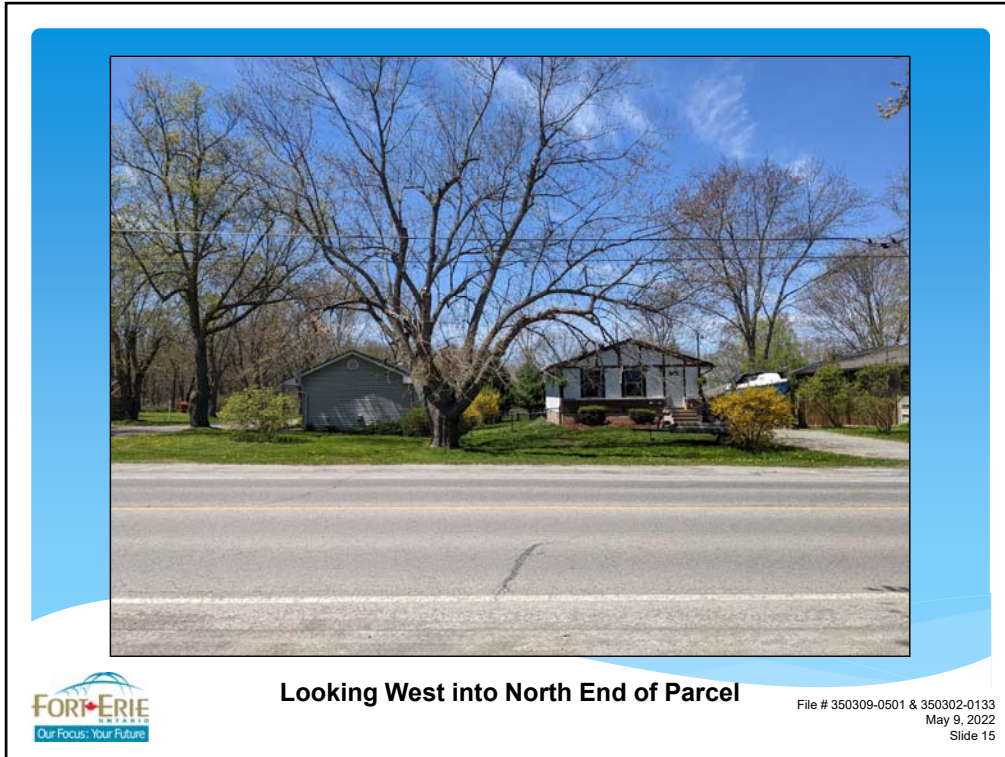 Looking West into North End of Parcel
FORT ERIE
ONTARIO
Our Focus: Your Future
File # 350309-0501 & 350302-0133
May 9, 2022
Slide 15